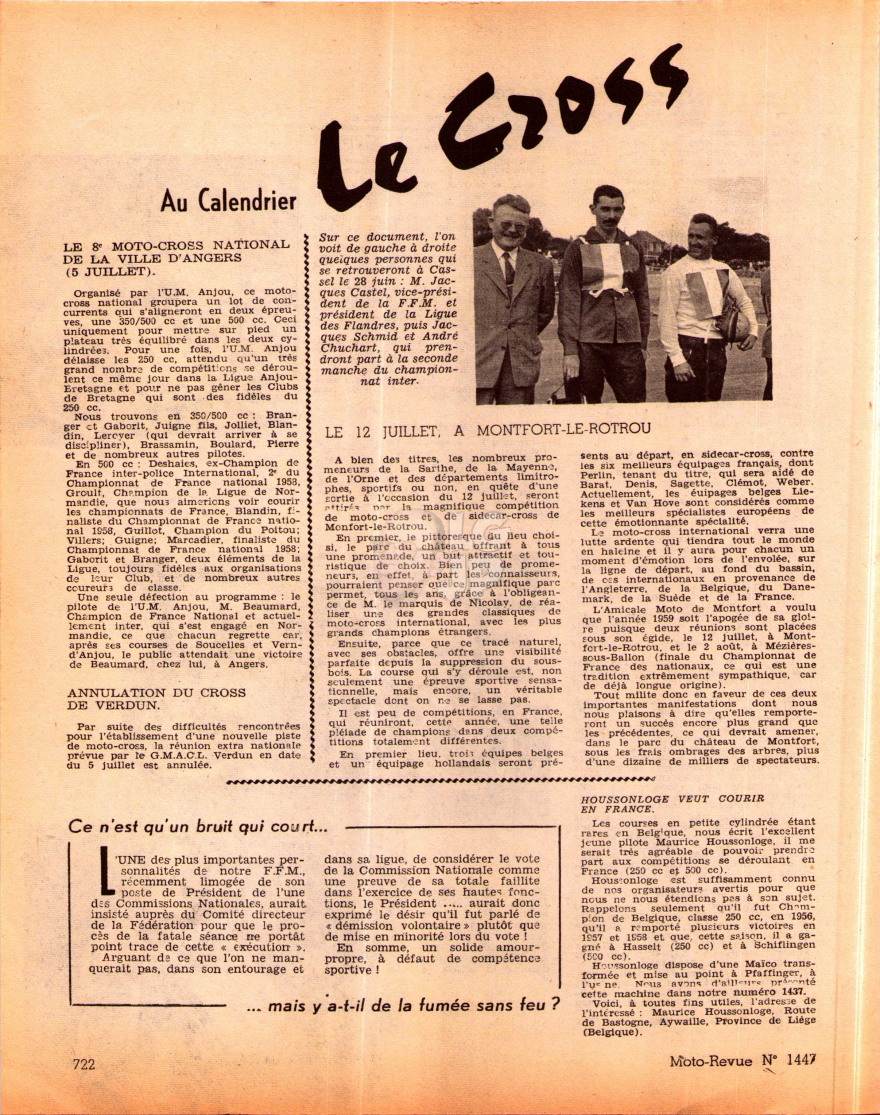 Le Cross
Au Calendrier
LE 8e MOTO-CROSS NATIONAL
DE LA VILLE D'ANGERS
(5 JUILLET).
Organisé par l'U.M. Anjou, ce moto-
cross national groupera un lot de con-
currents qui s'aligneront en deux épreu-
ves, une 350/500 cc et une 500 cc. Ceci
uniquement pour mettre sur pied un
plateau très équilibré dans les deux cy-
lindrées. Pour une fois, l'U.M. Anjou
délaisse les 250 cc, attendu qu'un très
grand nombre de compétitions se dérou-
lent ce même jour dans la Ligue Anjou-
Bretagne et pour ne pas gêner les Clubs
de Bretagne qui sont des fidèles du
250 cc.
Nous trouvons en 350/500 cc : Bran-
ger et Gaborit, Juigne fils, Jolliet, Blan-
din, Lercyer (qui devrait arriver à se
discipliner), Brassamin, Boulard, Pierre
et de nombreux autres pilotes.
En 500 cc : Deshaies, ex-Champion de
France inter-police International, 2e du
Championnat de France national 1958,
Groult, Champion de la Ligue de Nor-
mandie, que nous aimerions voir courir
les championnats de France, Blandin, fi-
naliste du Championnat de France natio-
nal 1958, Guillot, Champion du Poitou;
Villers; Guigne; Marcadier, finaliste du
Championnat de France national 1958;
Gaborit et Branger, deux éléments de la
Ligue, toujours fidèles aux organisations
de leur Club, et de nombreux autres
coureurs de classe.
Une seule défection au programme : le
pilote de l'U.M. Anjou, M. Beaumard,
Champion de France National et actuel-
lement inter, qui s'est engagé en Nor-
mandie, ce que chacun regrette car,
après ses courses de Soucelles et Vern-
d'Anjou, le public attendait une victoire
de Beaumard, chez lui, à Angers.
ANNULATION DU CROSS
DE VERDUN.
Par suite des difficultés rencontrées
pour l'établissement d'une nouvelle piste
de moto-cross, la réunion extra nationale
prévue par le G.M.A.C.L. Verdun en date
du 5 juillet est annulée.
Sur ce document, l'on
voit de gauche à droite
quelques personnes qui
se retrouveront à Cas-
sel le 28 juin : M. Jac-
ques Castel, vice-prési-
dent de la F.F.M. et
président de la Ligue
des Flandres, puis Jac-
ques Schmid et André
Chuchart, qui pren-
dront part à la seconde
manche du champion-
nat inter.
LE 12 JUILLET, A MONTFORT-LE-ROTROU
A bien des titres, les nombreux pro-
meneurs de la Sarthe, de la Mayenne,
de l'Orne et des départements limitro-
phes, sportifs ou non, en quête d'une
sortie à l'occasion du 12 juillet, seront
attirés par la magnifique compétition
de moto-cross et de sidecar-cross de
Monfort-le-Rotrou.
En premier, le pittoresque du lieu choi-
si, le parc du château offrant à tous
une promenade, un but attractif et tou-
ristique de choix. Bien peu de prome-
neurs, en effet, à part les connaisseurs,
pourraient penser que ce magnifique parc
permet, tous les ans, grâce à l'obligean-
ce de M. le marquis de Nicolay, de réa-
liser une des grandes classiques de
moto-cross international, avec les plus
grands champions étrangers.
Ensuite, parce que ce tracé naturel,
avec ses obstacles, offre une visibilité
parfaite depuis la suppression du sous-
bois. La course qui s'y déroule est, non
seulement une épreuve sportive sensa-
tionnelle, mais encore, un véritable
spectacle dont on ne se lasse pas.
Il est peu de compétitions, en France,
qui réuniront, cette année, une telle
pléiade de champions dans deux compé-
titions totalement différentes.
En premier lieu, trois équipes belges
et un équipage hollandais seront pré-
sents au départ, en sidecar-cross, contre
les six meilleurs équipages français, dont
Perlin, tenant du titre, qui sera aidé de
Barat, Denis, Sagette, Clémot, Weber.
Actuellement, les éuipages belges Lie-
kens et Van Hove sont considérés comme
les meilleurs spécialistes européens de
cette émotionnante spécialité.
Le moto-cross international verra une
lutte ardente qui tiendra tout le monde
en haleine et il y aura pour chacun un
moment d'émotion lors de l'envolée, sur
la ligne de départ, au fond du bassin,
de ces internationaux en provenance de
l'Angleterre, de la Belgique, du Dane-
mark, de la Suède et de la France.
L'Amicale Moto de Montfort a voulu
que l'année 1959 soit l'apogée de sa gloi-
re puisque deux réunions sont placées
sous son égide, le 12 juillet, à Mont-
fort-le-Rotrou, et le 2 août, à Mézières-
sous-Ballon (finale du Championnat de
France des nationaux, ce qui est une
tradition extrêmement sympathique, car
de déjà longue origine).
Tout milite donc en faveur de ces deux
importantes manifestations dont nous
nous plaisons à dire qu'elles remporte-
ront un succès encore plus grand que
les précédentes, ce qui devrait amener,
dans le parc du château de Montfort,
sous les frais ombrages des arbres, plus
d'une dizaine de milliers de spectateurs.
Ce n'est qu'un bruit qui court...
L'UNE des plus importantes per-
sonnalités de notre F.F.M.,
récemment limogée de son
poste de Président de l'une
des Commissions Nationales, aurait
insisté auprès du Comité directeur
de la Fédération pour que le pro-
cès de la fatale séance ne portât
point trace de cette « exécution ».
Arguant de ce que l'on ne man-
querait pas, dans son entourage et
dans sa ligue, de considérer le vote
de la Commission Nationale comme
une preuve de sa totale faillite
dans l'exercice de ses hautes fonc-
tions, le Président ..... aurait donc
exprimé le désir qu'il fut parlé de
« démission volontaire » plutôt que
de mise en minorité lors du vote !
En somme, un solide amour-
propre, à défaut de compétence
sportive !
... mais y a-t-il de la fumée sans feu ?
HOUSSONLOGE VEUT COURIR
EN FRANCE.
Les courses en petite cylindrée étant
rares en Belgique, nous écrit l'excellent
jeune pilote Maurice Houssonloge, il me
serait très agréable de pouvoir prendre
part aux compétitions se déroulant en
France (250 cc et 500 cc).
Houssonloge est suffisamment connu
de nos organisateurs avertis pour que
nous ne nous étendions pas à son sujet.
Rappelons seulement qu'il fut Cham-
pion de Belgique, classe 250 cc, en 1956,
qu'il a remporté plusieurs victoires en
1957 et 1958 et que, cette saison, il a ga-
gné à Hasselt (250 cc) et à Schiflingen
(500 cc).
Houssonloge dispose d'une Maïco trans-
formée et mise au point à Pfaffinger, à
l'usine. Nous avons d'ailleurs présenté
cette machine dans notre numéro 1437.
Voici, à toutes fins utiles, l'adresse de
l'intéressé : Maurice Houssonloge, Route
de Bastogne, Aywaille, Province de Liége
(Belgique).
722
Moto-Revue N° 1447